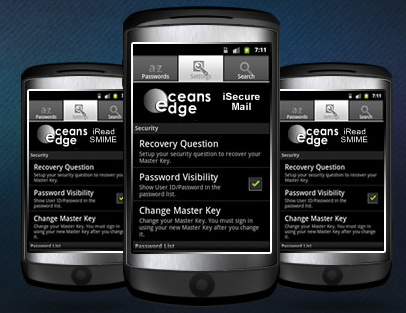 7:11
a-z
Passwords
Settings
Search
Oceans
edge
iSecure
Mail
Security
Recovery Question
Setup your security question to recover your
Master Key.
Password Visibility
Show User ID/Password in the
password list.
Change Master Key
Change your Master Key. You must sign in
using your new Master Key after you change
it.
Password List
a-z
Passwords
Settings
Search
Oceans
edge
iRead
SMIME
Security
Recovery Question
Setup your security question to recover your
Master Key.
Password Visibility
Show User ID/Password in the
password list.
Change Master Key
Change your Master Key. You must sign in
using your new Master Key after you change
it.
Password List
7:11
Search
Oceans
edge
iRead
SMIME
Security
Recovery Question
Setup your security question to recover your
Master Key.
Password Visibility
Show User ID/Password in the
password list.
Change Master Key
Change your Master Key. You must sign in
using your new Master Key after you change
it.
Password List